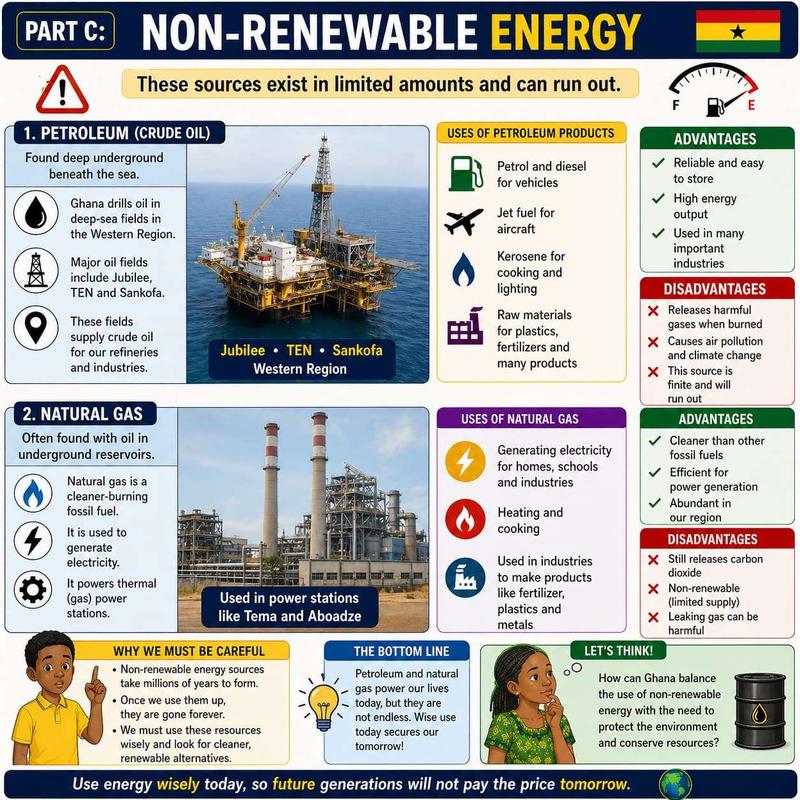 PART C:
NON-RENEWABLE ENERGY
These sources exist in limited amounts and can run out.
F
E
1. PETROLEUM (CRUDE OIL)
Found deep underground
beneath the sea.
Ghana drills oil in
deep-sea fields in
the Western Region.
Major oil fields
include Jubilee,
TEN and Sankofa.
These fields
supply crude oil
for our refineries
and industries.
Jubilee • TEN • Sankofa
Western Region
USES OF PETROLEUM PRODUCTS
Petrol and diesel
for vehicles
Jet fuel for
aircraft
Kerosene for
cooking and
lighting
Raw materials
for plastics,
fertilizers and
many products
ADVANTAGES
Reliable and easy
to store
High energy
output
Used in many
important
industries
DISADVANTAGES
Releases harmful
gases when burned
Causes air pollution
and climate change
This source is
finite and will
run out
2. NATURAL GAS
Often found with oil in
underground reservoirs.
Natural gas is a
cleaner-burning
fossil fuel.
It is used to
generate
electricity.
It powers thermal
(gas) power
stations.
Used in power stations
like Tema and Aboadze
USES OF NATURAL GAS
Generating electricity
for homes, schools
and industries
Heating and
cooking
Used in industries
to make products
like fertilizer,
plastics and
metals
ADVANTAGES
Cleaner than other
fossil fuels
Efficient for
power generation
Abundant in
our region
DISADVANTAGES
Still releases carbon
dioxide
Non-renewable
(limited supply)
Leaking gas can be
harmful
WHY WE MUST BE CAREFUL
• Non-renewable energy sources
take millions of years to form.
• Once we use them up,
they are gone forever.
• We must use these resources
wisely and look for cleaner,
renewable alternatives.
THE BOTTOM LINE
Petroleum and natural
gas power our lives
today, but they are
not endless. Wise use
today secures our
tomorrow!
LET'S THINK!
How can Ghana balance
the use of non-renewable
energy with the need to
protect the environment
and conserve resources?
Use energy wisely today, so future generations will not pay the price tomorrow.